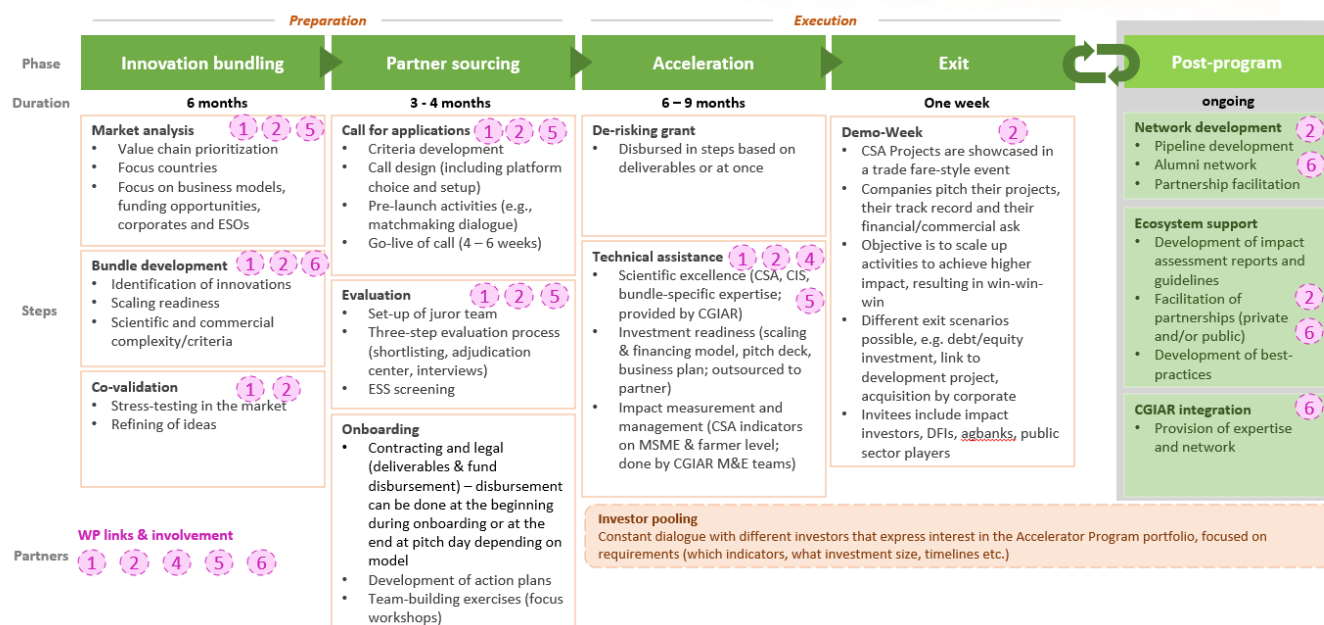 Preparation
Execution
Phase
Innovation bundling
Partner sourcing
Acceleration
Exit
Post-program
Duration
6 months
3 - 4 months
6 – 9 months
One week
ongoing
Steps
Market analysis
1 2 5
• Value chain prioritization
• Focus countries
• Focus on business models,
funding opportunities,
corporates and ESOs
Bundle development
1 2 6
• Identification of innovations
• Scaling readiness
• Scientific and commercial
complexity/criteria
Co-validation
1 2
• Stress-testing in the market
• Refining of ideas
Call for applications
1 2 5
• Criteria development
• Call design (including platform
choice and setup)
• Pre-launch activities (e.g.,
matchmaking dialogue)
• Go-live of call (4 – 6 weeks)
Evaluation
1 2 5
• Set-up of juror team
• Three-step evaluation process
(shortlisting, adjudication
center, interviews)
• ESS screening
Onboarding
• Contracting and legal
(deliverables & fund
disbursement) – disbursement
can be done at the beginning
during onboarding or at the
end at pitch day depending on
model
• Development of action plans
• Team-building exercises (focus
workshops)
De-risking grant
• Disbursed in steps based on
deliverables or at once
Technical assistance
1 2 4
• Scientific excellence (CSA, CIS,
bundle-specific expertise;
5
provided by CGIAR)
• Investment readiness (scaling
& financing model, pitch deck,
business plan; outsourced to
partner)
• Impact measurement and
management (CSA indicators
on MSME & farmer level;
done by CGIAR M&E teams)
Demo-Week
2
• CSA Projects are showcased in
a trade fare-style event
• Companies pitch their projects,
their track record and their
financial/commercial ask
• Objective is to scale up
activities to achieve higher
impact, resulting in win-win-
win
• Different exit scenarios
possible, e.g. debt/equity
investment, link to
development project,
acquisition by corporate
• Invitees include impact
investors, DFIs, agbanks, public
sector players
Network development
2
• Pipeline development
• Alumni network
6
• Partnership facilitation
Ecosystem support
• Development of impact
assessment reports and
guidelines
• Facilitation of
2
partnerships (private
and/or public)
6
• Development of best-
practices
CGIAR integration
6
• Provision of expertise
and network
Partners
WP links & involvement
1 2 4 5 6
Investor pooling
Constant dialogue with different investors that express interest in the Accelerator Program portfolio, focused on
requirements (which indicators, what investment size, timelines etc.)